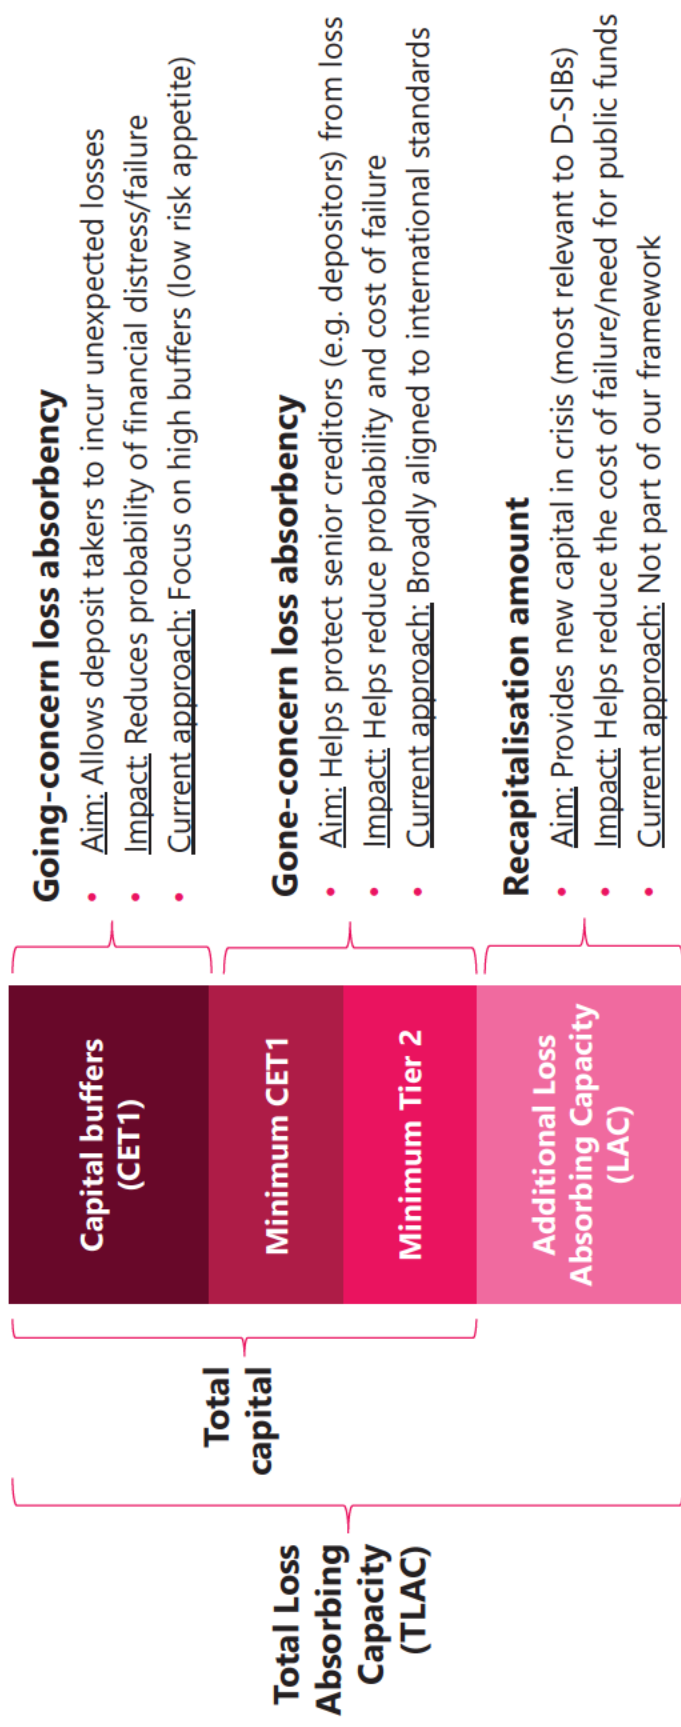 Total Loss
Absorbing
Capacity
(TLAC)
Total
capital
Capital buffers
(CET1)
Minimum CET1
Minimum Tier 2
Additional Loss
Absorbing Capacity
(LAC)
Going-concern loss absorbency
• Aim: Allows deposit takers to incur unexpected losses
• Impact: Reduces probability of financial distress/failure
• Current approach: Focus on high buffers (low risk appetite)
Gone-concern loss absorbency
• Aim: Helps protect senior creditors (e.g. depositors) from loss
• Impact: Helps reduce probability and cost of failure
• Current approach: Broadly aligned to international standards
Recapitalisation amount
• Aim: Provides new capital in crisis (most relevant to D-SIBs)
• Impact: Helps reduce the cost of failure/need for public funds
• Current approach: Not part of our framework